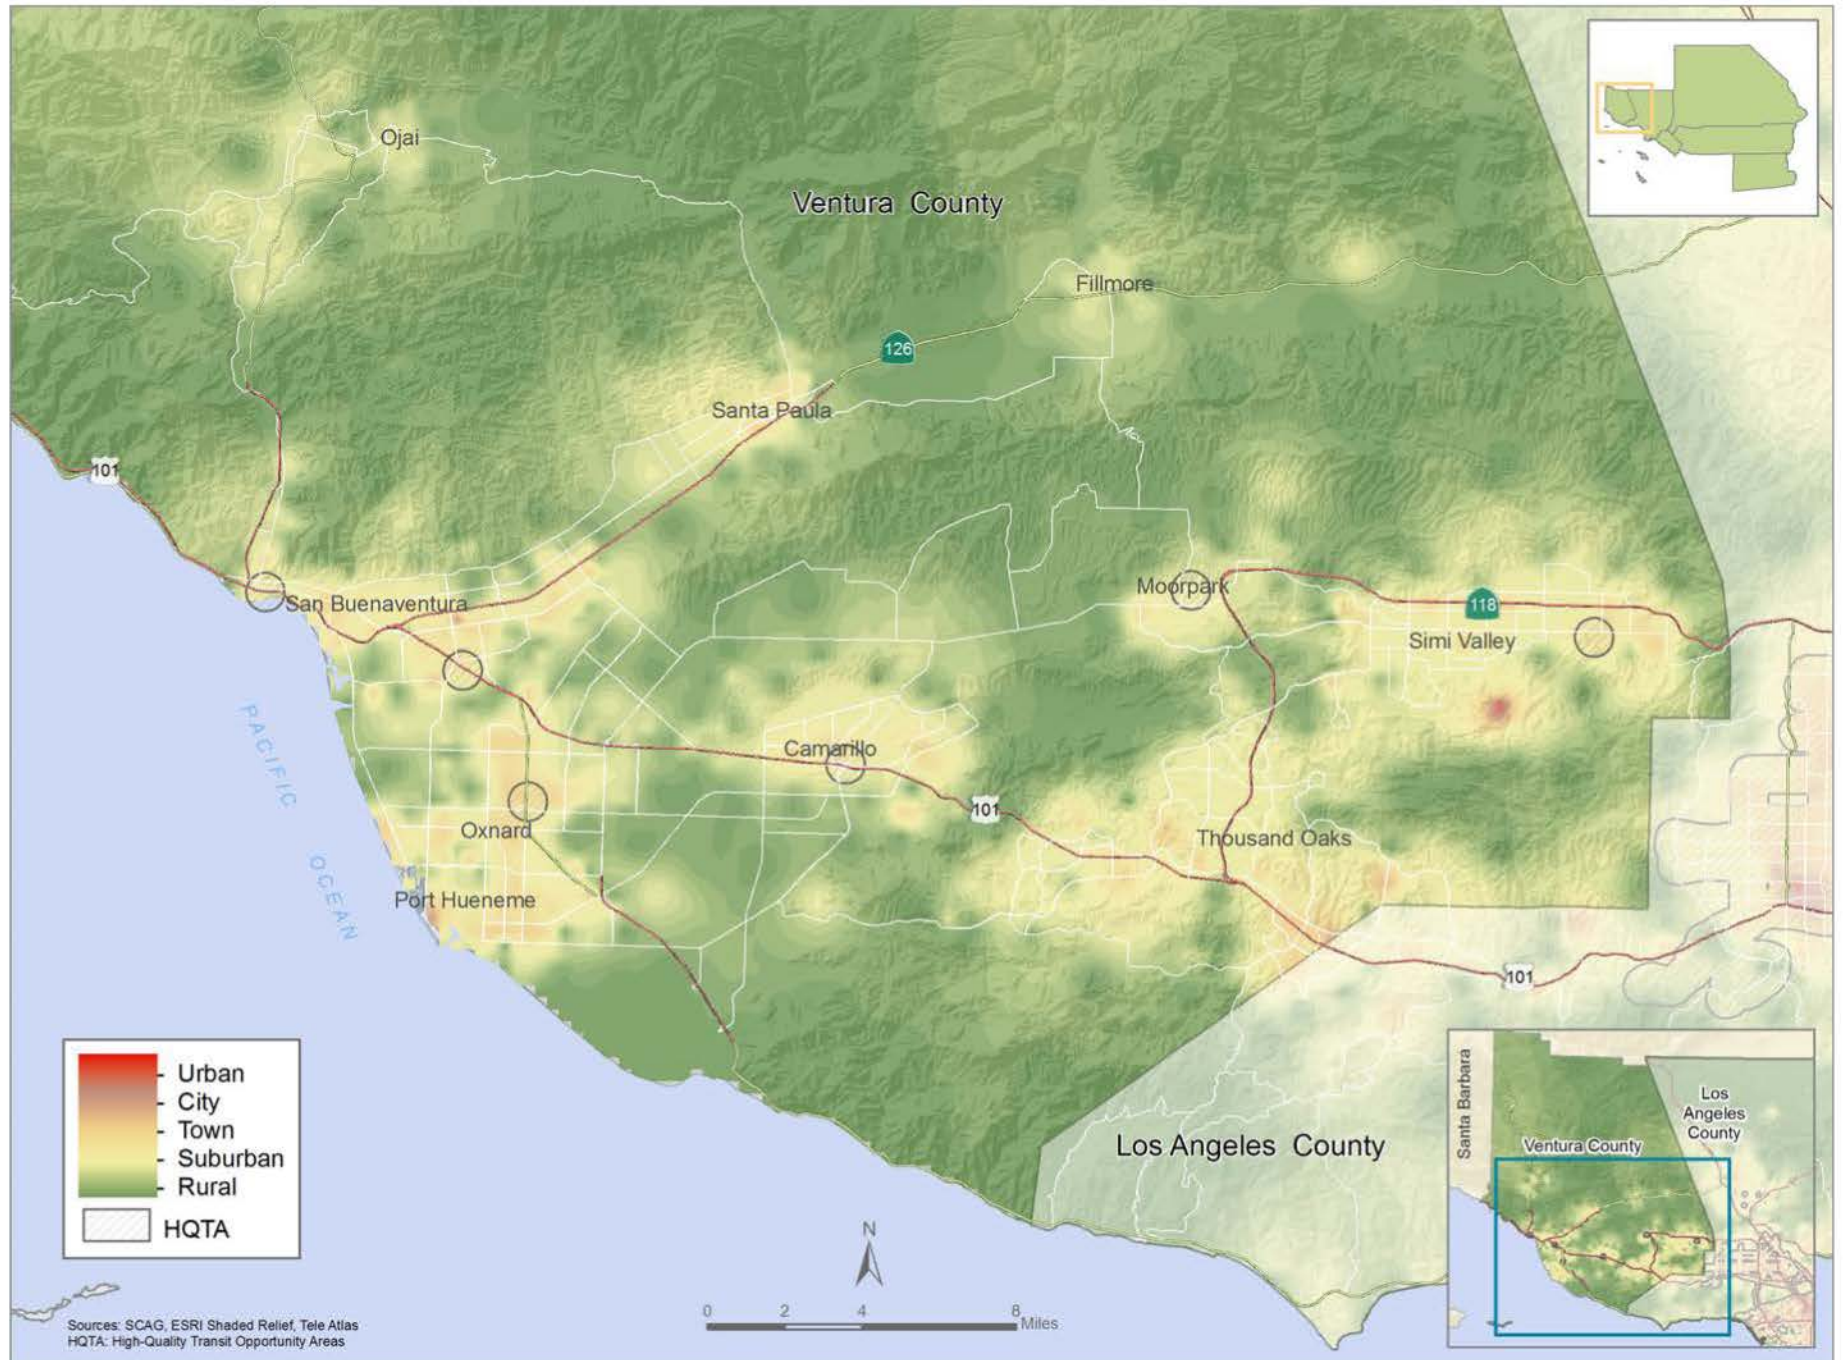 Ojai
Ventura County
Fillmore
126
Santa Paula
101
Moorpark
118
San Buenaventura
Simi Valley
PACIFIC
OCEAN
Camarillo
101
Oxnard
Thousand Oaks
Port Hueneme
101
Los Angeles County
Urban
City
Town
Suburban
Rural
HQTA
N
0 2 4 8
Miles
Sources: SCAG, ESRI Shaded Relief, Tele Atlas
HQTA: High-Quality Transit Opportunity Areas
Santa Barbara
Ventura County
Los
Angeles
County